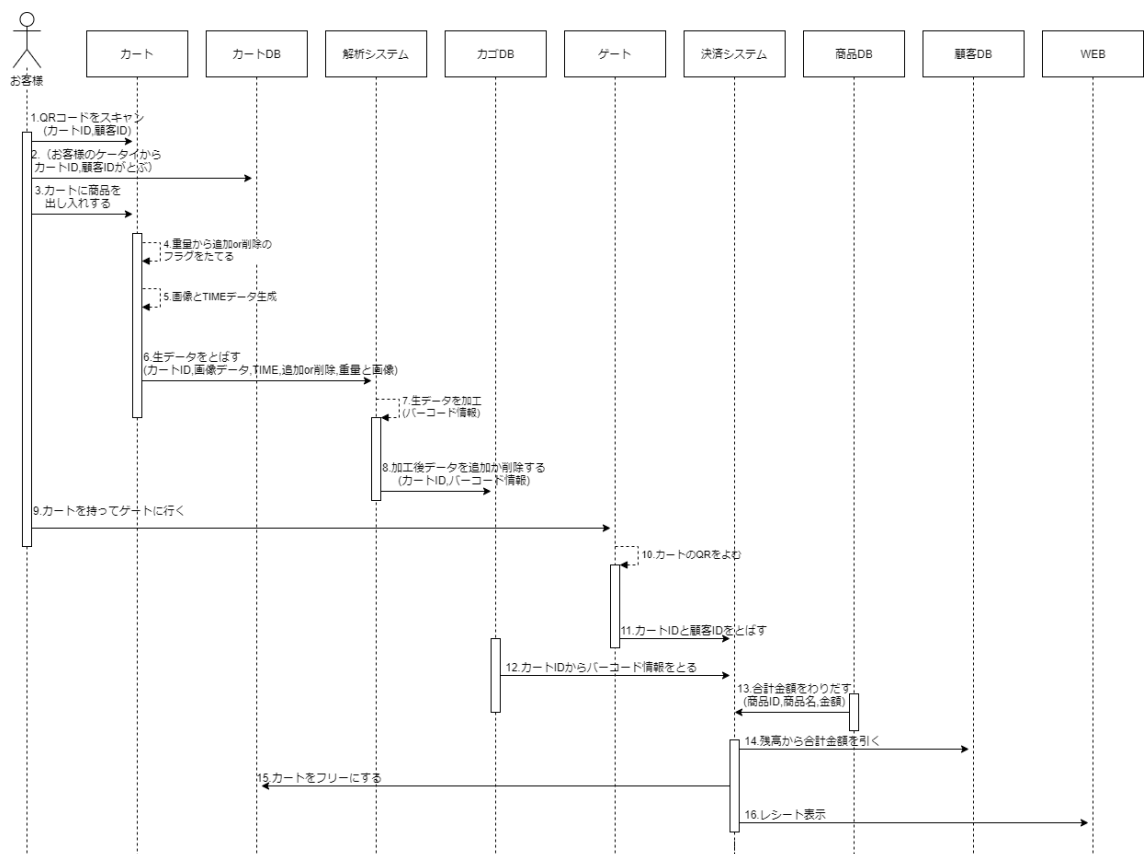 お客様
カート
カートDB
解析システム
カゴDB
ゲート
決済システム
商品DB
顧客DB
WEB
1.QRコードをスキャン
(カートID,顧客ID)
2.（お客様のケータイから
カートID,顧客IDがとぶ）
3.カートに商品を
出し入れする
4.重量から追加or削除の
フラグをたてる
5.画像とTIMEデータ生成
6.生データをとばす
(カートID,画像データ,TIME,追加or削除,重量と画像)
7.生データを加工
(バーコード情報)
8.加工後データを追加か削除する
(カートID,バーコード情報)
9.カートを持ってゲートに行く
10.カートのQRをよむ
11.カートIDと顧客IDをとばす
12.カートIDからバーコード情報をとる
13.合計金額をわりだす
(商品ID,商品名,金額)
14.残高から合計金額を引く
15.カートをフリーにする
16.レシート表示